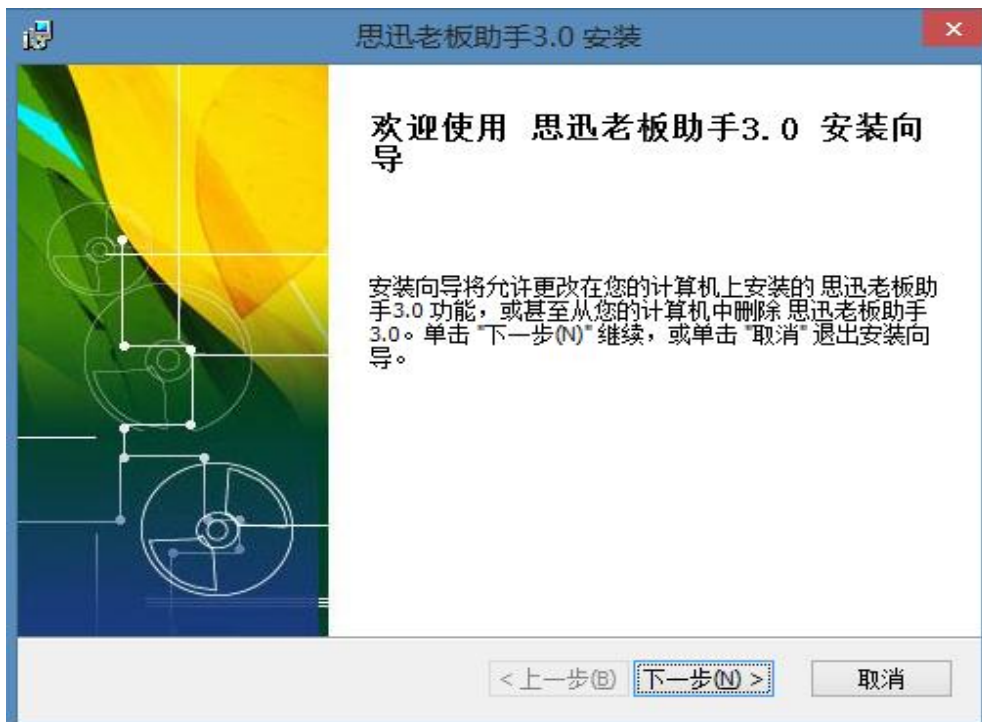 思迅老板助手3.0 安装
欢迎使用 思迅老板助手3.0 安装向
导
安装向导将允许更改在您的计算机上安装的 思迅老板助
手3.0 功能，或甚至从您的计算机中删除 思迅老板助手
3.0。单击 "下一步(N)" 继续，或单击 "取消" 退出安装向
导。
< 上一步(B) 下一步(N) > 取消